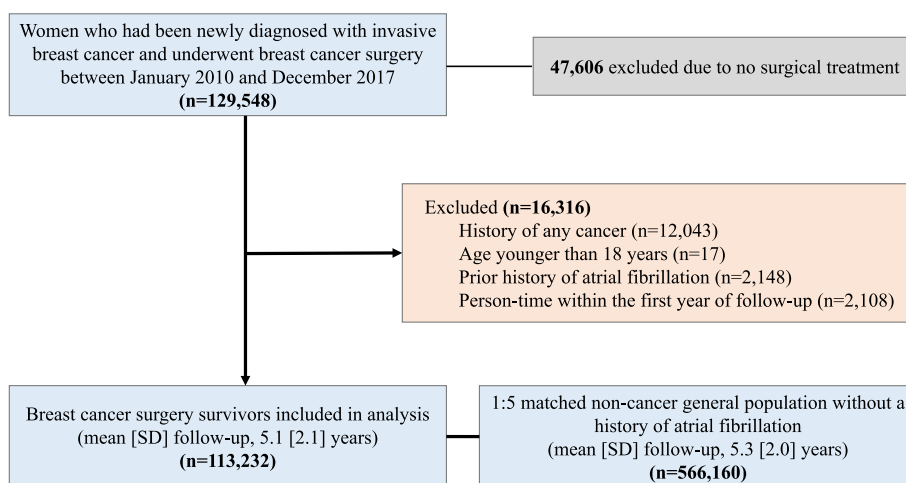 Women who had been newly diagnosed with invasive
breast cancer and underwent breast cancer surgery
between January 2010 and December 2017
(n=129,548)
47,606 excluded due to no surgical treatment
Excluded (n=16,316)
History of any cancer (n=12,043)
Age younger than 18 years (n=17)
Prior history of atrial fibrillation (n=2,148)
Person-time within the first year of follow-up (n=2,108)
Breast cancer surgery survivors included in analysis
(mean [SD] follow-up, 5.1 [2.1] years)
(n=113,232)
1:5 matched non-cancer general population without a
history of atrial fibrillation
(mean [SD] follow-up, 5.3 [2.0] years)
(n=566,160)